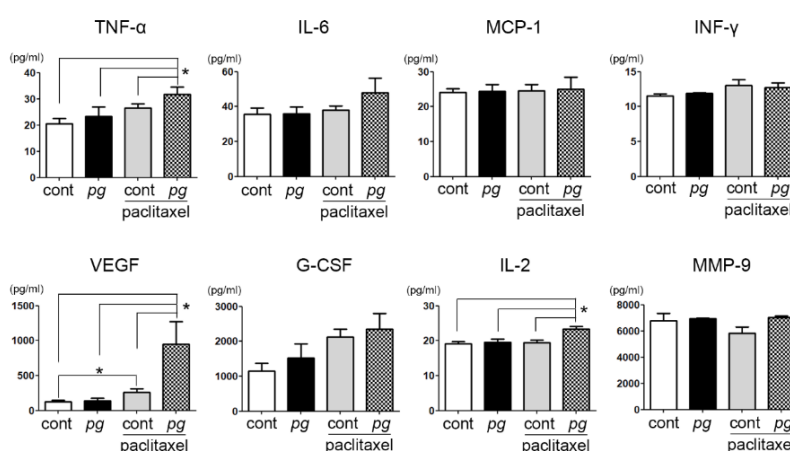 TNF-α IL-6 MCP-1 INF-γ
(pg/ml) (pg/ml) (pg/ml) (pg/ml)
40 60 30 15
* 
30 40 20 10
20
10 20 10 5
0 0 0 0
cont pg cont pg cont pg cont pg cont pg cont pg cont pg cont pg
paclitaxel paclitaxel paclitaxel paclitaxel
VEGF G-CSF IL-2 MMP-9
(pg/ml) (pg/ml) (pg/ml) (pg/ml)
1500 3000 30 8000
* *
1000 2000 20 6000
4000
500 1000 10 2000
*
0 0 0 0
cont pg cont pg cont pg cont pg cont pg cont pg cont pg cont pg
paclitaxel paclitaxel paclitaxel paclitaxel